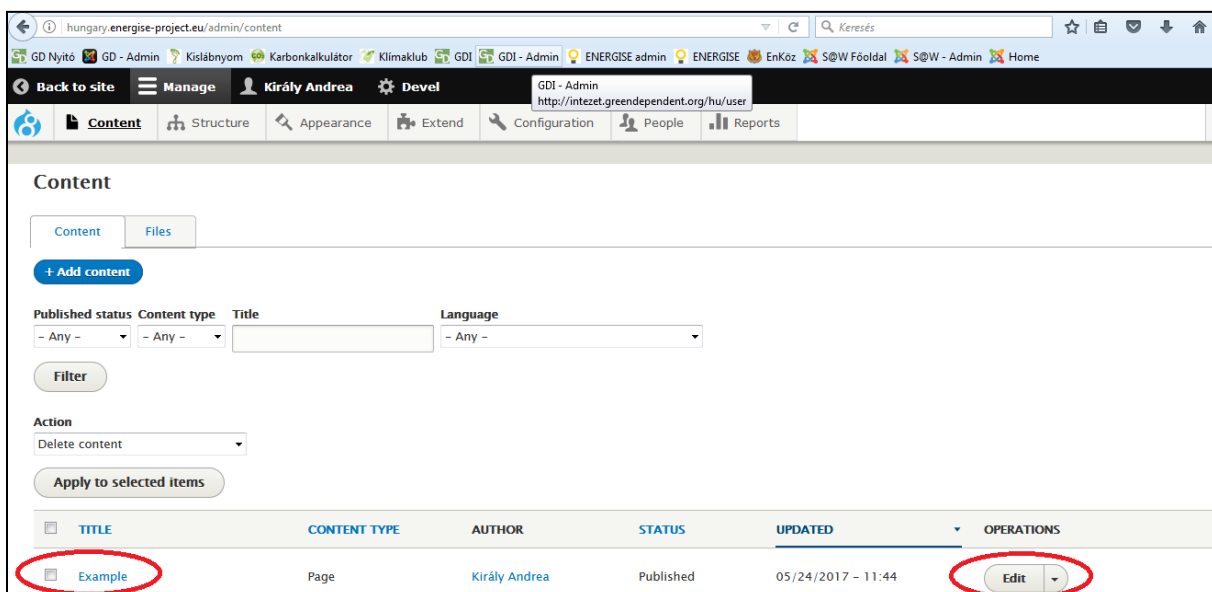 hungary.energise-project.eu/admin/content Keresés
GD Nyitó GD - Admin Kislábnyom Karbonkalkulátor Klímaklub GDI GDI - Admin ENERGISE admin ENERGISE EnKöz S@W Főoldal S@W - Admin Home
Back to site Manage Király Andrea Devel
GDI - Admin
http://intezet.greendependent.org/hu/user
Content Structure Appearance Extend Configuration People Reports
Content
Content Files
+ Add content
Published status Content type Title Language
- Any - - Any - - Any -
Filter
Action
Delete content
Apply to selected items
TITLE CONTENT TYPE AUTHOR STATUS UPDATED OPERATIONS
Example Page Király Andrea Published 05/24/2017 - 11:44 Edit